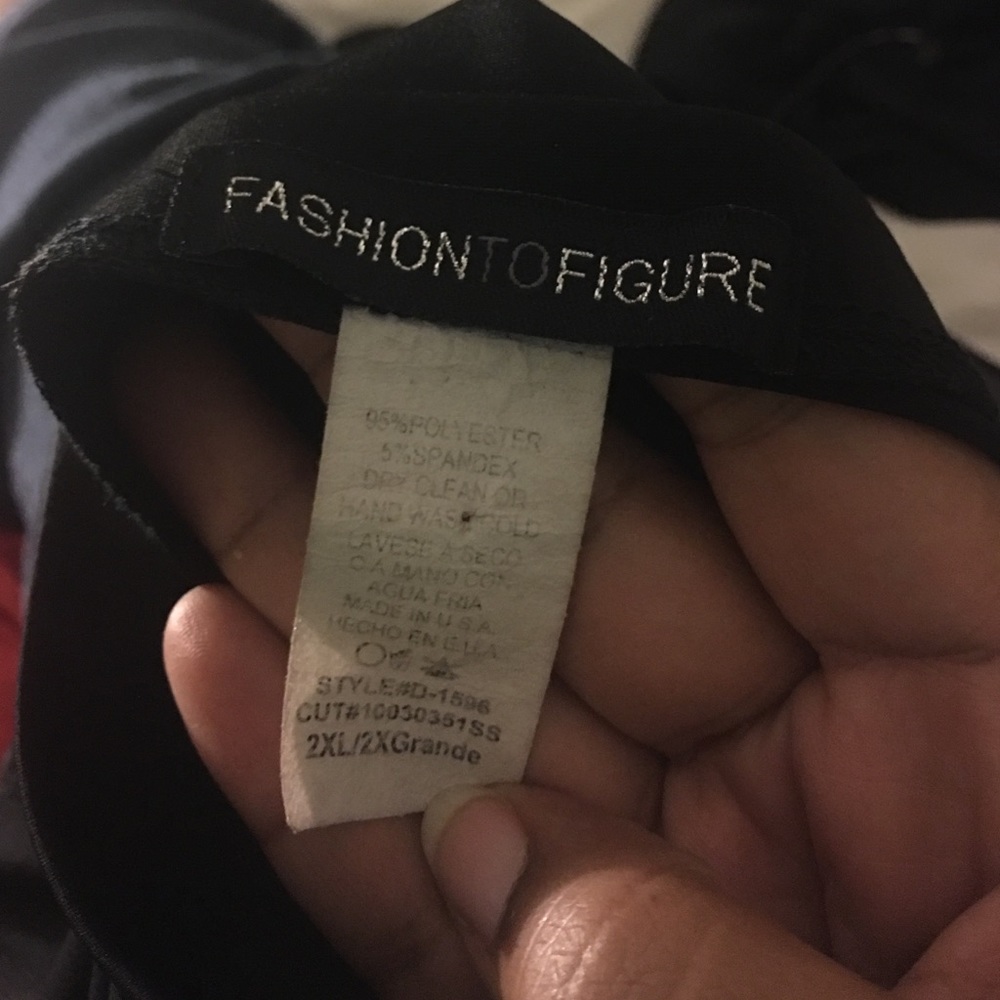 FASHIONTOFIGURE
95%POLYESTER
5%SPANDEX
DRY CLEAN OR
HAND WASH COLD
LAVESE A SECO
O A MANO CON
AGUA FRIA
MADE IN U.S.A.
HECHO EN E.U.A.
STYLE#D-1596
CUT#10050351SS
2XL/2XGrande